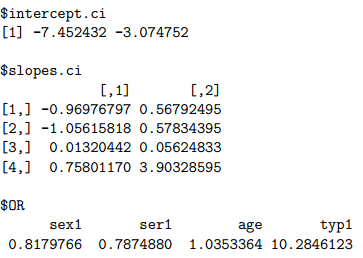 $intercept.ci
[1] -7.452432 -3.074752
$slopes.ci
[,1] [,2]
[1,] -0.96976797 0.56792495
[2,] -1.05615818 0.57834395
[3,] 0.01320442 0.05624833
[4,] 0.75801170 3.90328595
$OR
sex1 ser1 age typ1
0.8179766 0.7874880 1.0353364 10.2846123